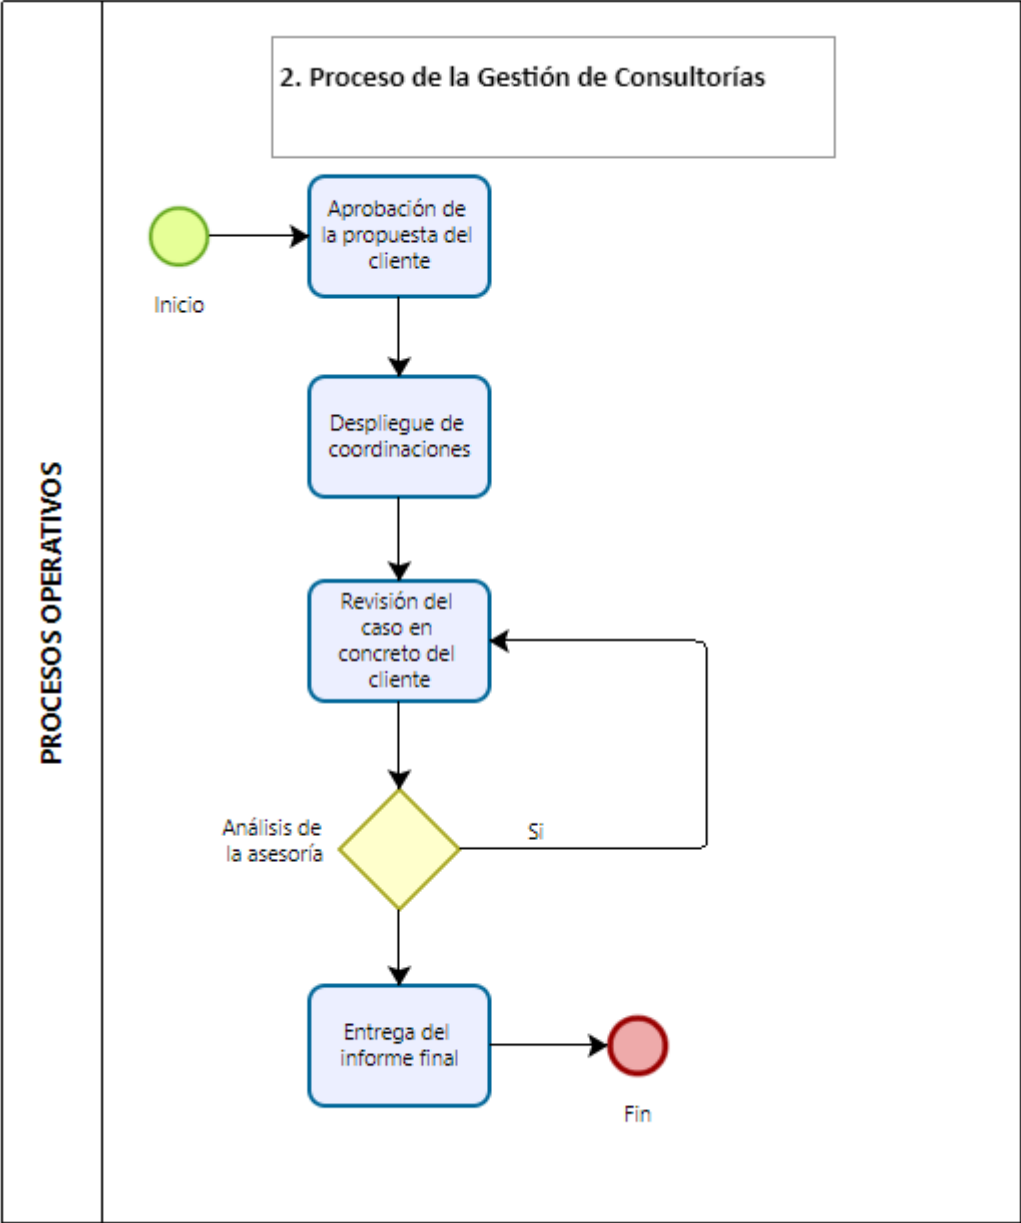 PROCESOS OPERATIVOS
2. Proceso de la Gestión de Consultorías
Aprobación de
la propuesta del
cliente
Inicio
Despliegue de
coordinaciones
Revisión del
caso en
concreto del
cliente
Análisis de
la asesoría
Si
Entrega del
informe final
Fin